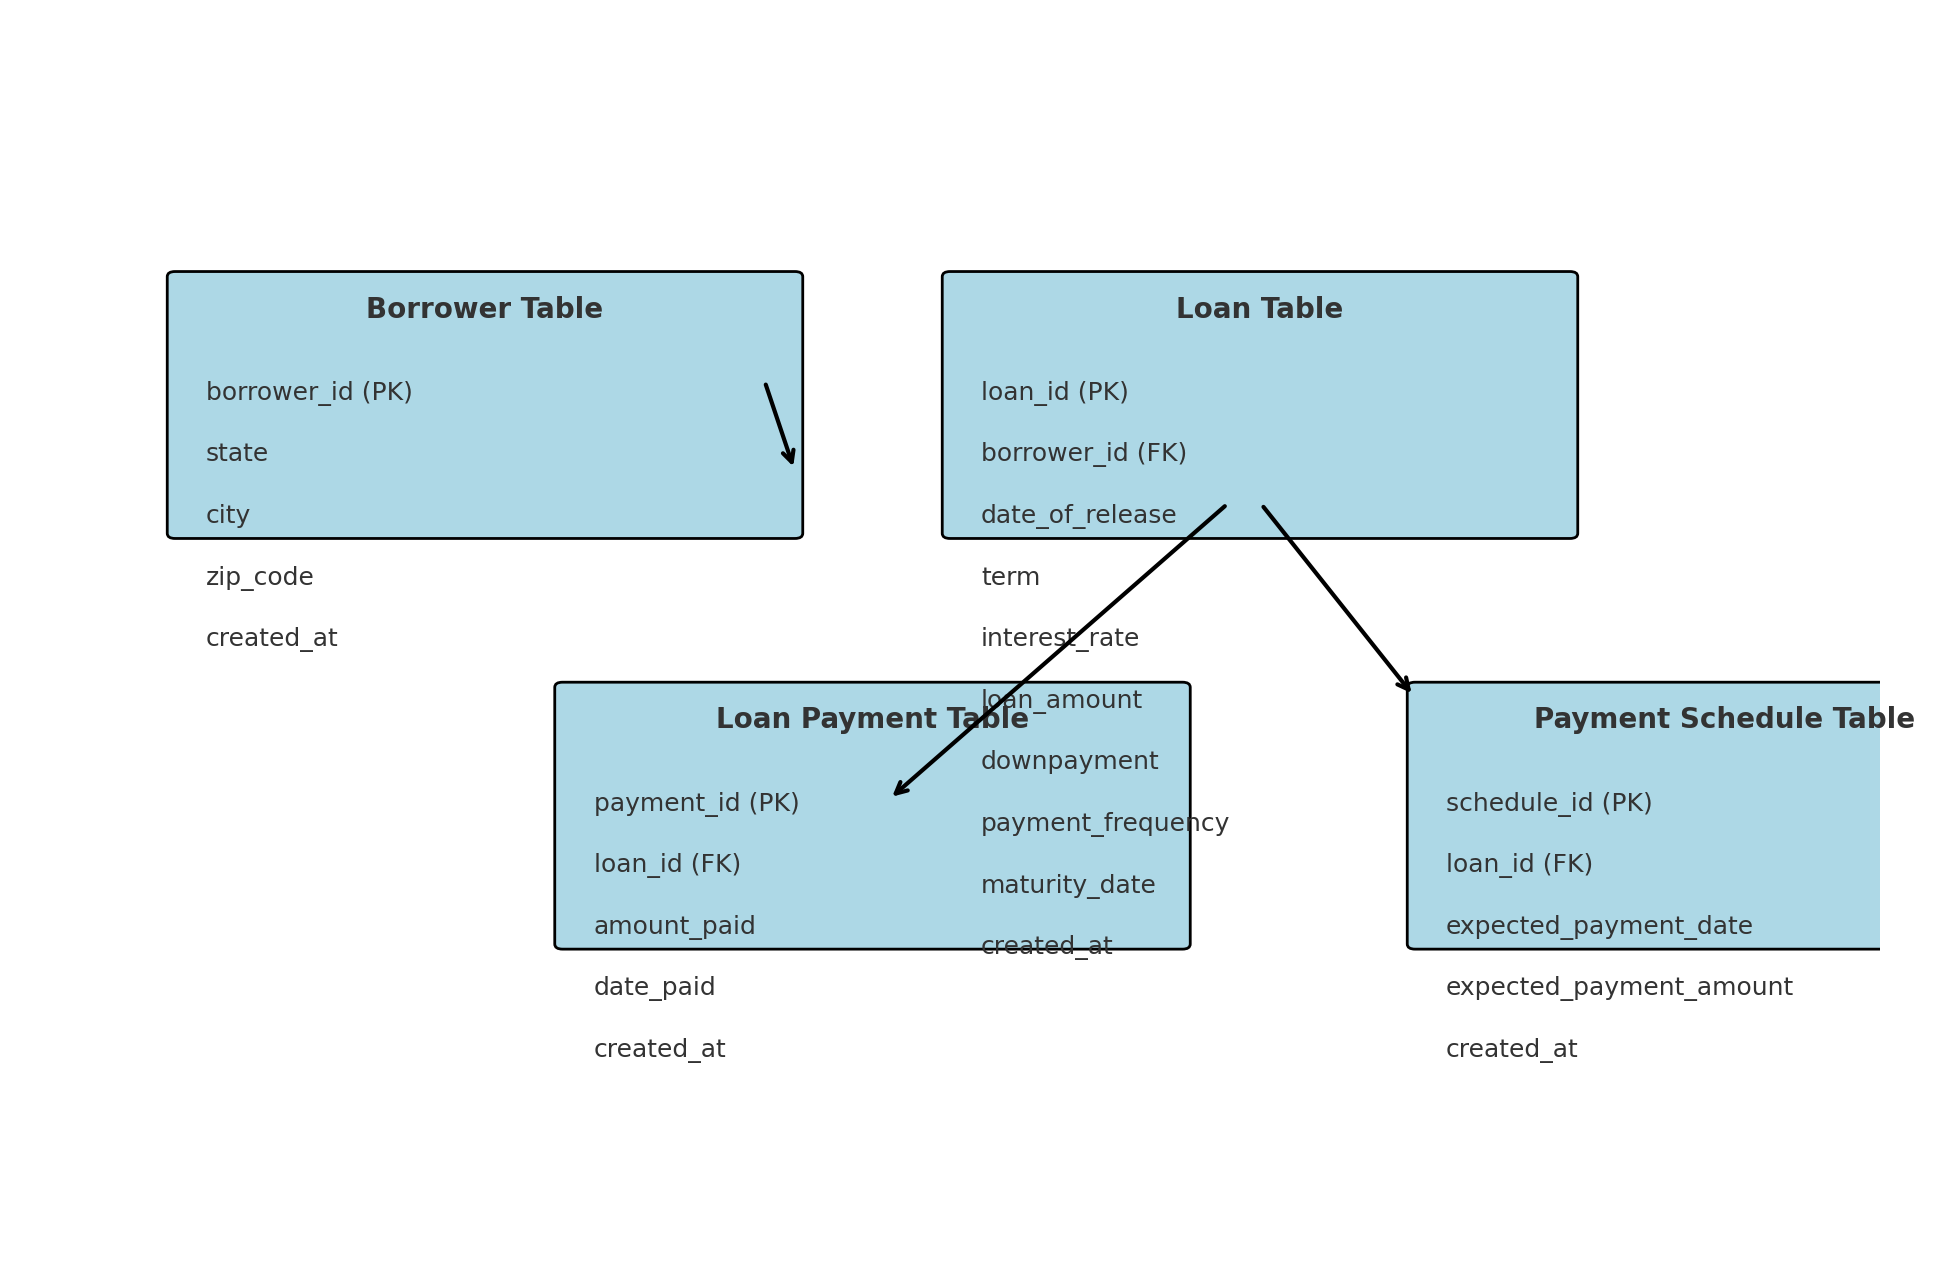 Borrower Table
borrower_id (PK)
state
city
zip_code
created_at
Loan Table
loan_id (PK)
borrower_id (FK)
date_of_release
term
interest_rate
loan_amount
downpayment
payment_frequency
maturity_date
created_at
Loan Payment Table
payment_id (PK)
loan_id (FK)
amount_paid
date_paid
created_at
Payment Schedule Table
schedule_id (PK)
loan_id (FK)
expected_payment_date
expected_payment_amount
created_at